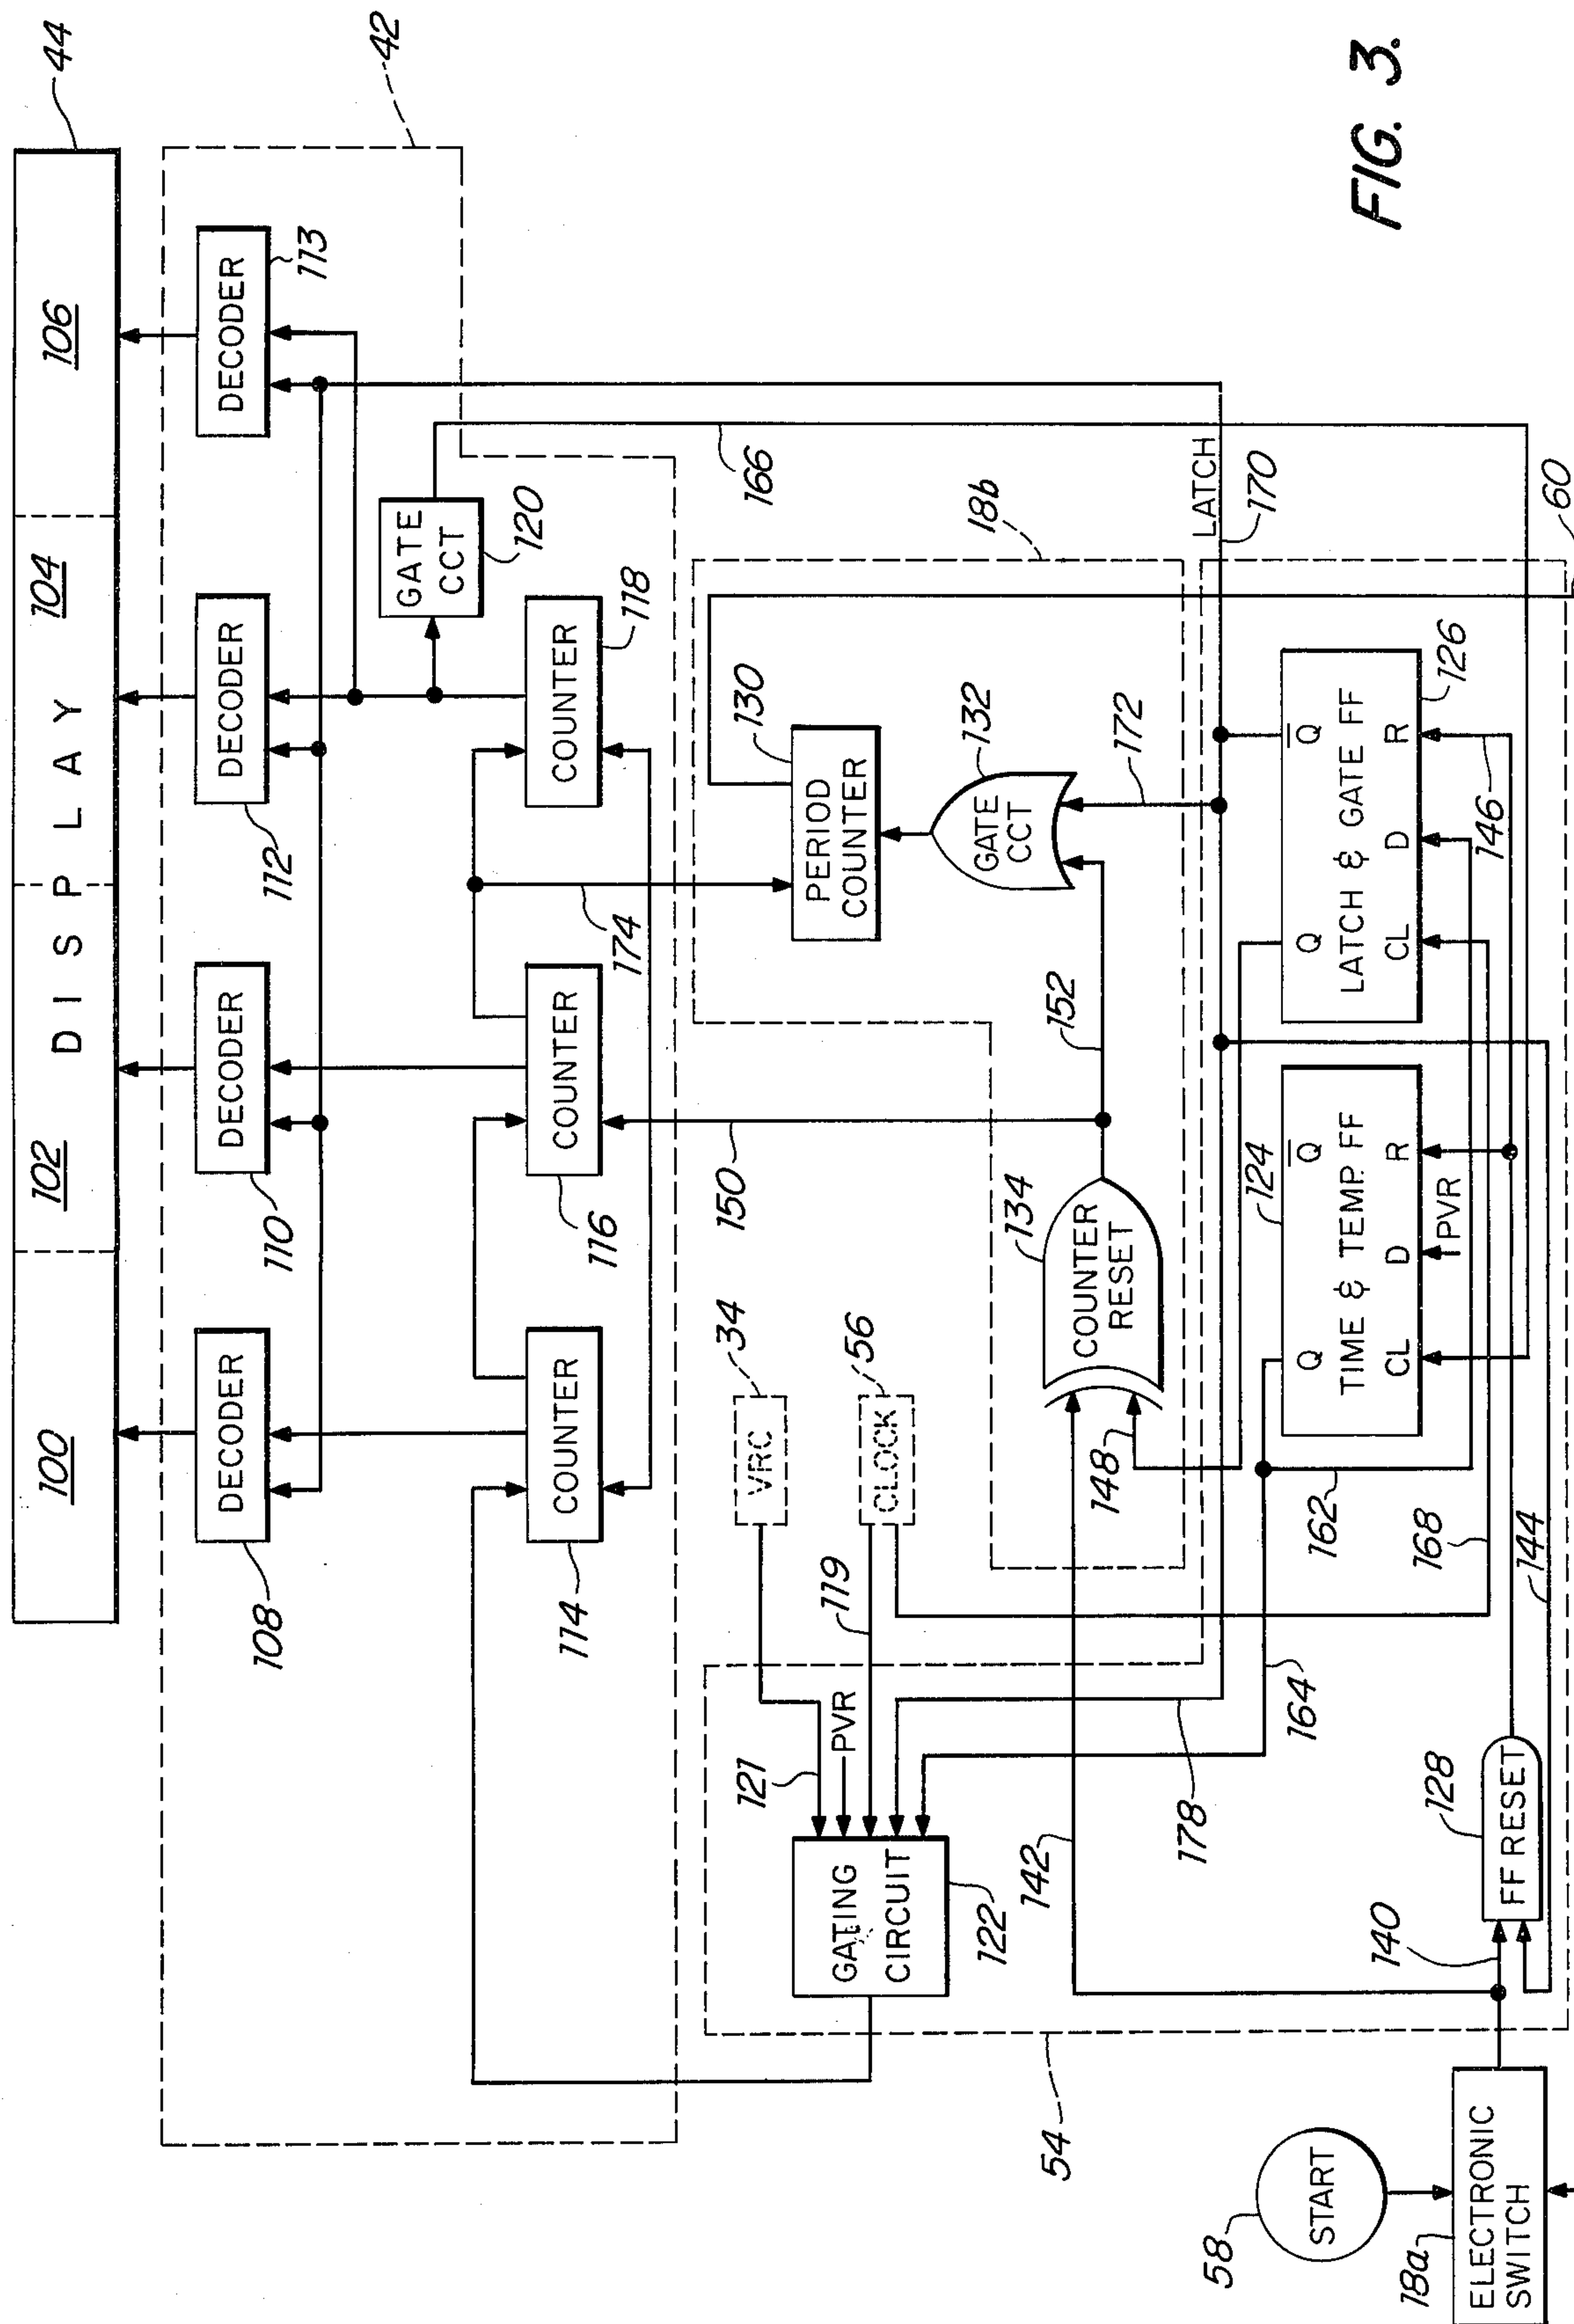 DISPLAY
100
102
104
106
44
42
DECODER
108
DECODER
110
DECODER
112
DECODER
113
GATE
CCT
120
COUNTER
114
COUNTER
116
COUNTER
118
174
166
VRC
34
CLOCK
56
119
121
PVR
GATING
CIRCUIT
122
150
152
PERIOD
COUNTER
130
GATE
CCT
132
172
18b
LATCH
170
60
COUNTER
RESET
134
148
142
178
164
162
168
144
146
TIME & TEMP. FF
124
Q
Q
CL
D
R
PVR
LATCH & GATE FF
126
Q
Q
CL
D
R
FF RESET
128
140
54
START
58
ELECTRONIC
SWITCH
18a
FIG. 3.